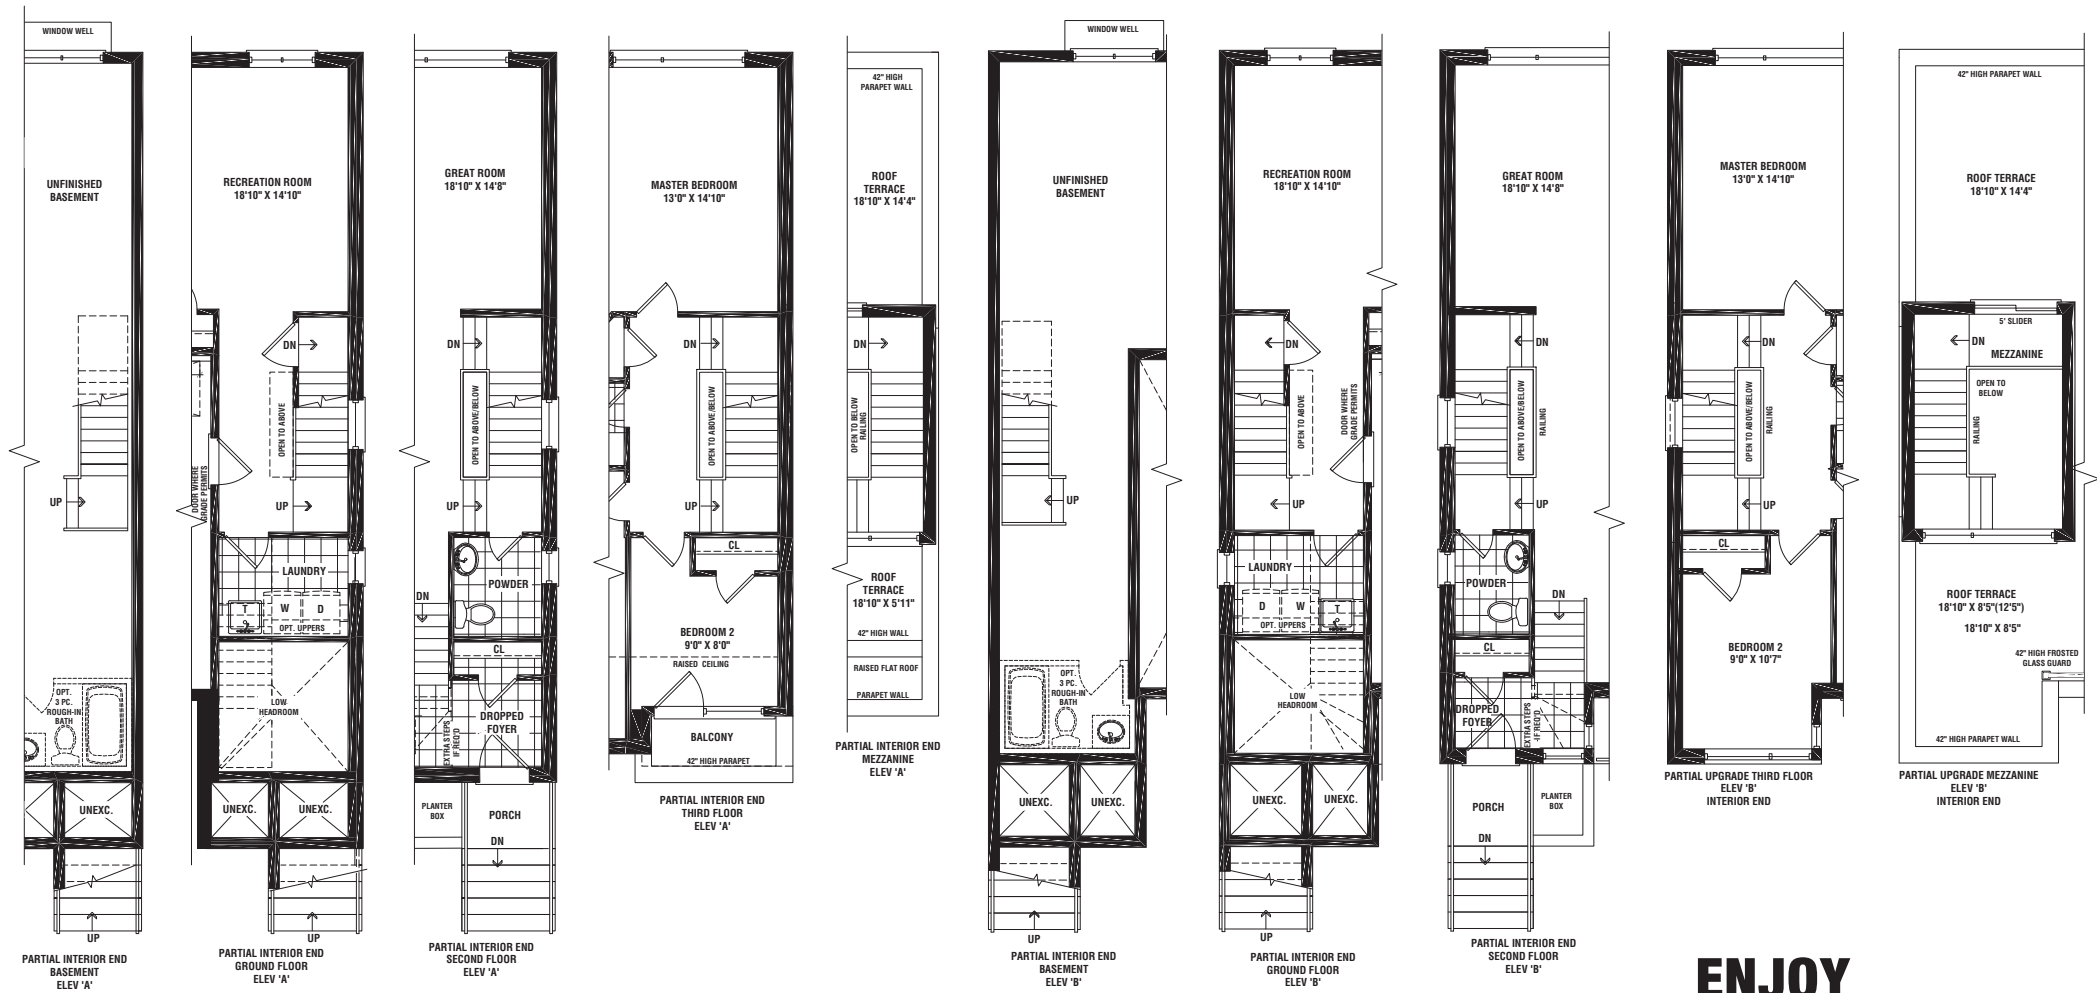 WINDOW WELL
UNFINISHED
BASEMENT
UP
OPT.
3 PC.
ROUGH-IN
BATH
UNEXC.
UP
PARTIAL INTERIOR END
BASEMENT
ELEV 'A'
RECREATION ROOM
18'10" X 14'10"
DN
OPEN TO ABOVE
DOOR WHERE
GRADE PERMITS
UP
LAUNDRY
T
W
D
OPT. UPPERS
LOW
HEADROOM
UNEXC.
UNEXC.
UP
PARTIAL INTERIOR END
GROUND FLOOR
ELEV 'A'
GREAT ROOM
18'10" X 14'8"
DN
OPEN TO ABOVE/BELOW
UP
POWDER
DN
CL
DROPPED
FOYER
EXTRA STEPS
IF REQ'D
PLANTER
BOX
PORCH
DN
PARTIAL INTERIOR END
SECOND FLOOR
ELEV 'A'
MASTER BEDROOM
13'0" X 14'10"
DN
OPEN TO ABOVE/BELOW
UP
CL
BEDROOM 2
9'0" X 8'0"
RAISED CEILING
BALCONY
42" HIGH PARAPET
PARTIAL INTERIOR END
THIRD FLOOR
ELEV 'A'
42" HIGH
PARAPET WALL
ROOF
TERRACE
18'10" X 14'4"
DN
OPEN TO BELOW
RAILING
ROOF
TERRACE
18'10" X 5'11"
42" HIGH WALL
RAISED FLAT ROOF
PARAPET WALL
PARTIAL INTERIOR END
MEZZANINE
ELEV 'A'
WINDOW WELL
UNFINISHED
BASEMENT
UP
OPT.
3 PC.
ROUGH-IN
BATH
UNEXC.
UNEXC.
UP
PARTIAL INTERIOR END
BASEMENT
ELEV 'B'
RECREATION ROOM
18'10" X 14'10"
DN
OPEN TO ABOVE
DOOR WHERE
GRADE PERMITS
UP
LAUNDRY
D
W
T
OPT. UPPERS
LOW
HEADROOM
UNEXC.
UNEXC.
UP
PARTIAL INTERIOR END
GROUND FLOOR
ELEV 'B'
GREAT ROOM
18'10" X 14'8"
DN
OPEN TO ABOVE/BELOW
RAILING
UP
POWDER
DN
CL
DROPPED
FOYER
EXTRA STEPS
IF REQ'D
PORCH
PLANTER
BOX
DN
PARTIAL INTERIOR END
SECOND FLOOR
ELEV 'B'
MASTER BEDROOM
13'0" X 14'10"
DN
OPEN TO ABOVE/BELOW
RAILING
UP
CL
BEDROOM 2
9'0" X 10'7"
PARTIAL UPGRADE THIRD FLOOR
ELEV 'B'
INTERIOR END
42" HIGH PARAPET WALL
ROOF TERRACE
18'10" X 14'4"
5' SLIDER
DN
MEZZANINE
OPEN TO
BELOW
RAILING
ROOF TERRACE
18'10" X 8'5"(12'5")
18'10" X 8'5"
42" HIGH FROSTED
GLASS GUARD
42" HIGH PARAPET WALL
PARTIAL UPGRADE MEZZANINE
ELEV 'B'
INTERIOR END
ENJOY